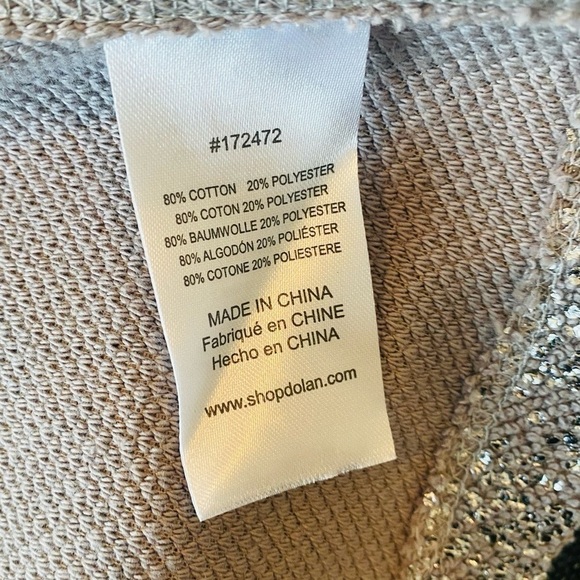 #172472
80% COTTON 20% POLYESTER
80% COTON 20% POLYESTER
80% BAUMWOLLE 20% POLYESTER
80% ALGODÓN 20% POLIÉSTER
80% COTONE 20% POLIESTERE
MADE IN CHINA
Fabriqué en CHINE
Hecho en CHINA
www.shopdolan.com